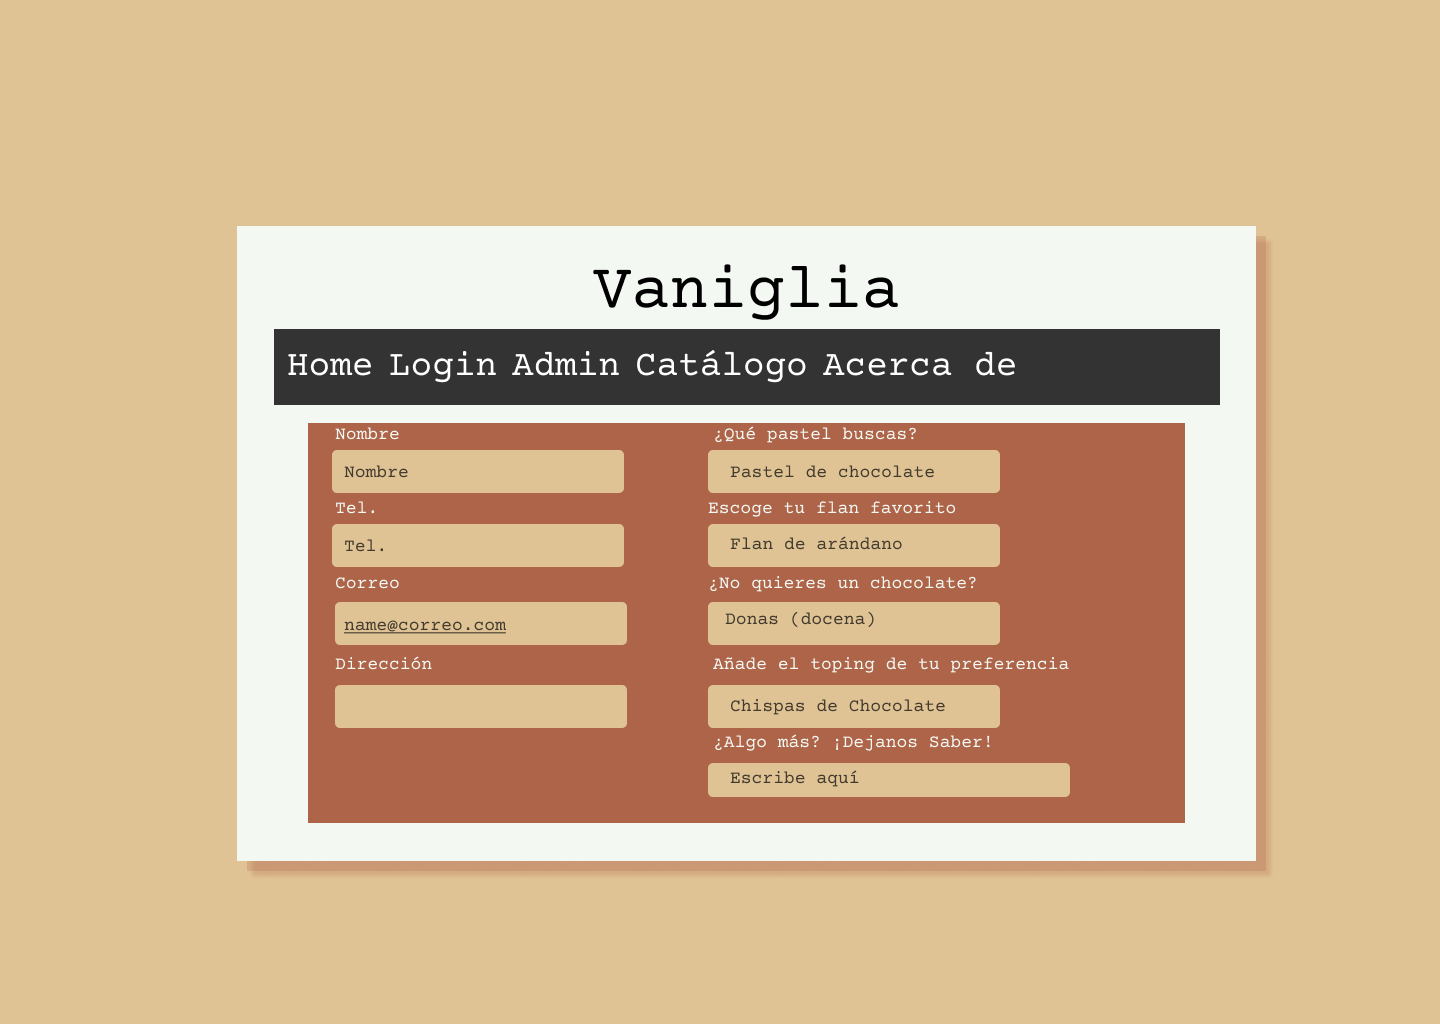 Vaniglia
Home Login Admin Catálogo Acerca de
Nombre
Nombre
Tel.
Tel.
Correo
name@correo.com
Dirección
¿Qué pastel buscas?
Pastel de chocolate
Escoge tu flan favorito
Flan de arándano
¿No quieres un chocolate?
Donas (docena)
Añade el toping de tu preferencia
Chispas de Chocolate
¿Algo más? ¡Dejanos Saber!
Escribe aquí